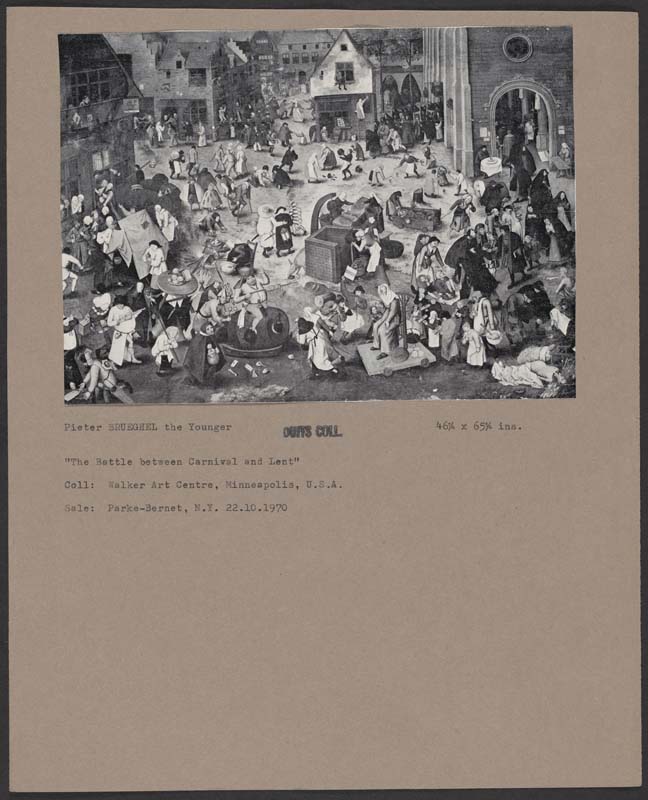 Pieter BRUEGHEL the Younger
DUITS COLL.
46¼ x 65¼ ins.
"The Battle between Carnival and Lent"
Coll: Walker Art Centre, Minneapolis, U.S.A.
Sale: Parke-Bernet, N.Y. 22.10.1970